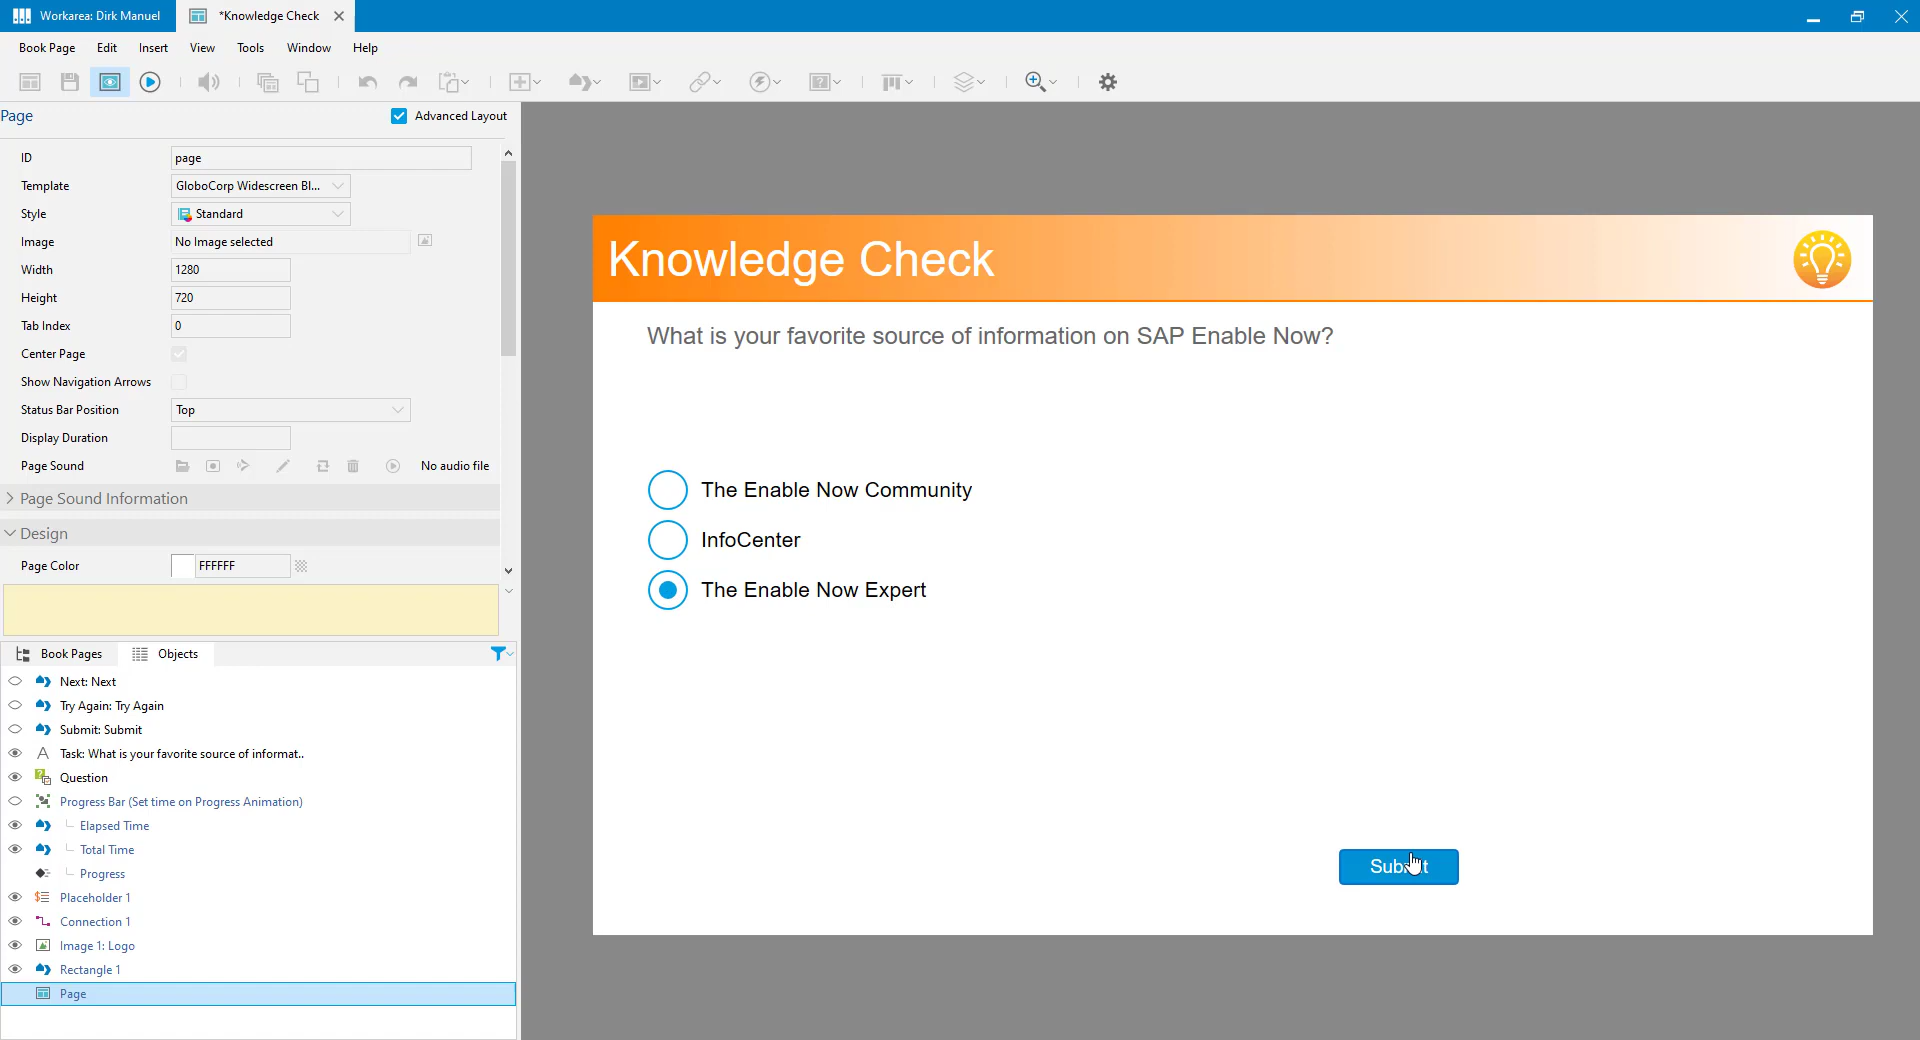 Workarea: Dirk Manuel
*Knowledge Check
Book Page Edit Insert View Tools Window Help
Page
Advanced Layout
ID page
Template GloboCorp Widescreen Bl...
Style Standard
Image No Image selected
Width 1280
Height 720
Tab Index 0
Center Page
Show Navigation Arrows
Status Bar Position Top
Display Duration
Page Sound No audio file
Page Sound Information
Design
Page Color FFFFFF
Book Pages Objects
Next: Next
Try Again: Try Again
Submit: Submit
Task: What is your favorite source of informat..
Question
Progress Bar (Set time on Progress Animation)
Elapsed Time
Total Time
Progress
Placeholder 1
Connection 1
Image 1: Logo
Rectangle 1
Page
Knowledge Check
What is your favorite source of information on SAP Enable Now?
The Enable Now Community
InfoCenter
The Enable Now Expert
Submit